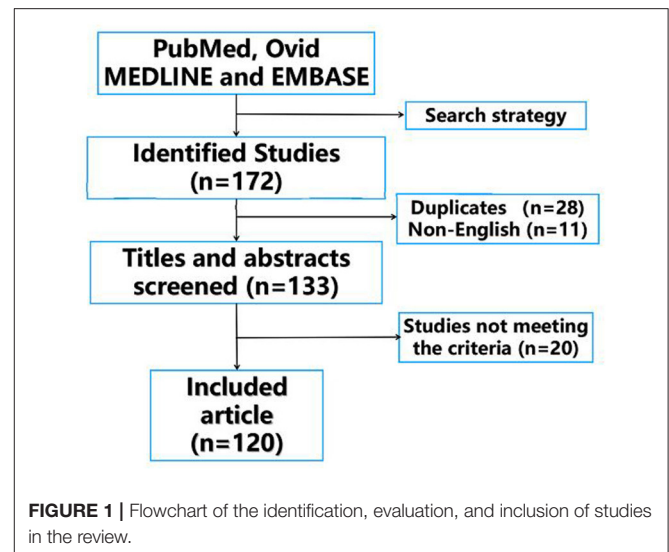 PubMed, Ovid
MEDLINE and EMBASE
Search strategy
Identified Studies
(n=172)
Duplicates (n=28)
Non-English (n=11)
Titles and abstracts
screened (n=133)
Studies not meeting
the criteria (n=20)
Included
article
(n=120)
FIGURE 1 | Flowchart of the identification, evaluation, and inclusion of studies
in the review.